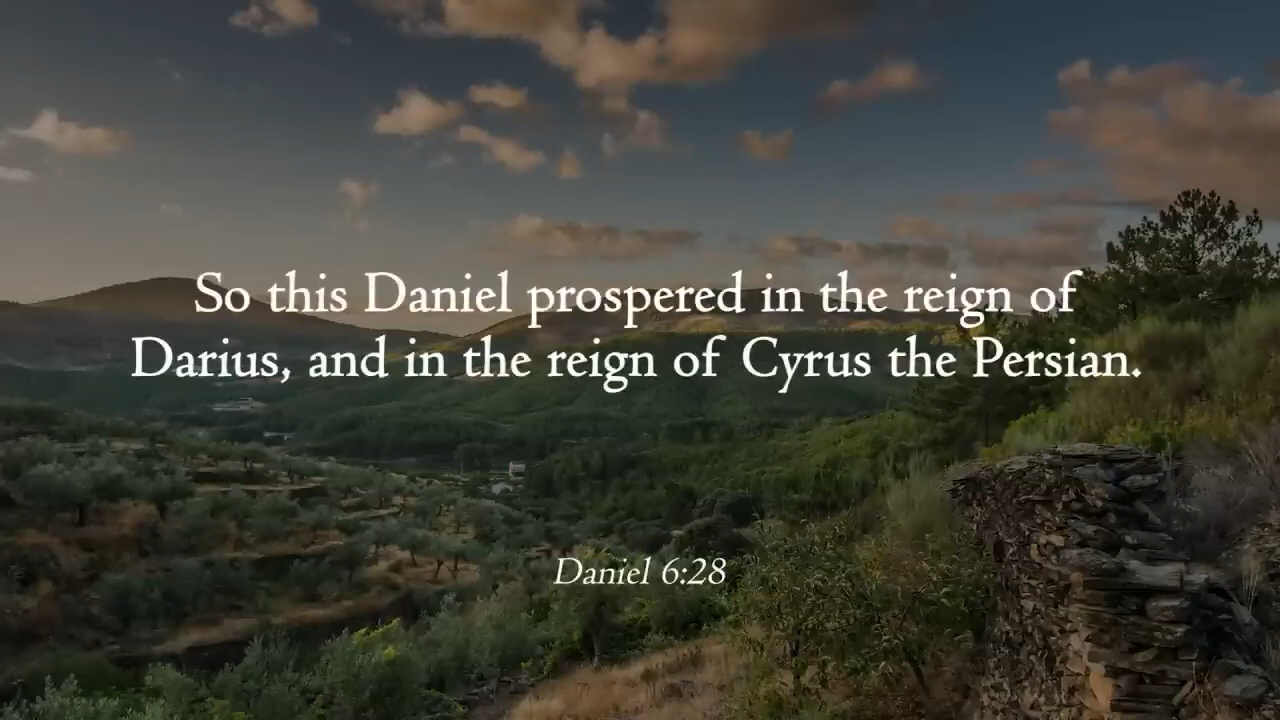 So this Daniel prospered in the reign of
Darius, and in the reign of Cyrus the Persian.
Daniel 6:28